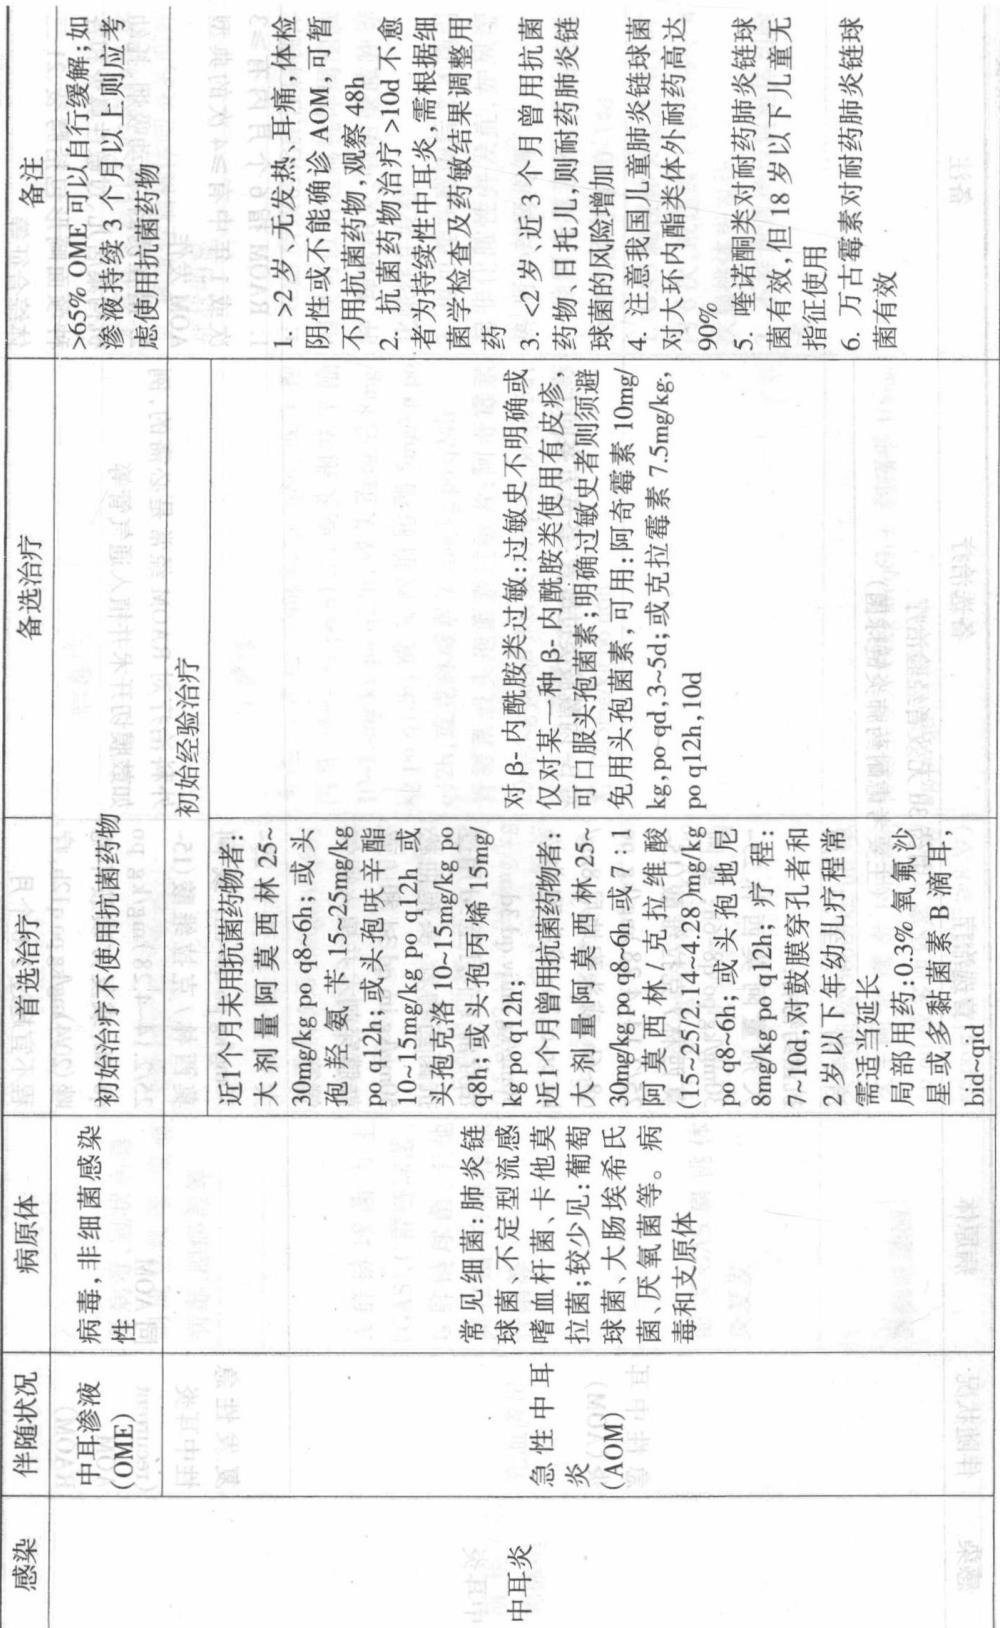 感染
伴随状况
病原体
首选治疗
备选治疗
备注
中耳炎
中耳渗液
(OME)
病毒,非细菌感染
性
初始治疗不使用抗菌药物
>65% OME 可以自行缓解;如
渗液持续 3 个月以上则应考
虑使用抗菌药物
急性中耳
炎
(AOM)
常见细菌:肺炎链
球菌、不定型流感
嗜血杆菌、卡他莫
拉菌;较少见:葡萄
球菌、大肠埃希氏
菌、厌氧菌等。病
毒和支原体
初始经验治疗
近1个月未用抗菌药物者:
大剂量阿莫西林 25~
30mg/kg po q8~6h; 或头
孢羟氨苄 15~25mg/kg
po q12h; 或头孢呋辛酯
10~15mg/kg po q12h 或
头孢克洛 10~15mg/kg po
q8h; 或头孢丙烯 15mg/
kg po q12h;
近1个月曾用抗菌药物者:
大剂量阿莫西林 25~
30mg/kg po q8~6h 或 7:1
阿莫西林/克拉维酸
(15~25/2.14~4.28)mg/kg
po q8~6h; 或头孢地尼
8mg/kg po q12h; 疗程:
7~10d,对鼓膜穿孔者和
2岁以下年幼儿疗程常
需适当延长
局部用药:0.3% 氧氟沙
星或多黏菌素 B 滴耳,
bid~qid
对 β- 内酰胺类过敏:过敏史不明确或
仅对某一种 β- 内酰胺类使用有皮疹,
可口服头孢菌素;明确过敏史者则须避
免用头孢菌素,可用:阿奇霉素 10mg/
kg,po qd,3~5d;或克拉霉素 7.5mg/kg,
po q12h,10d
1. >2岁、无发热、耳痛,体检
阴性或不能确诊 AOM,可暂
不用抗菌药物,观察 48h
2. 抗菌药物治疗 >10d 不愈
者为持续性中耳炎,需根据细
菌学检查及药敏结果调整用
药
3. <2岁、近3个月曾用抗菌
药物、日托儿,则耐药肺炎链
球菌的风险增加
4. 注意我国儿童肺炎链球菌
对大环内酯类体外耐药高达
90%
5. 喹诺酮类对耐药肺炎链球
菌有效,但18岁以下儿童无
指征使用
6. 万古霉素对耐药肺炎链球
菌有效